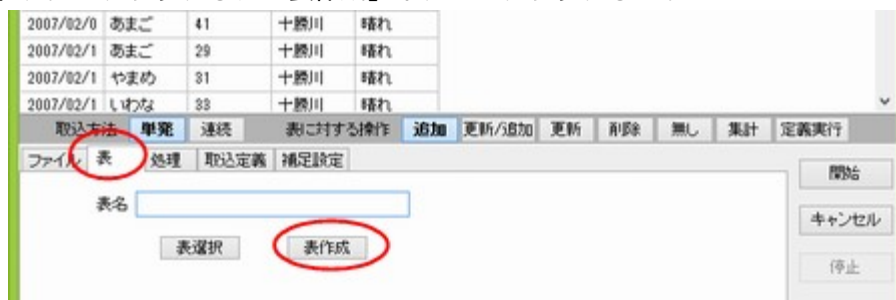 2007/02/0 あまご 41 十勝川 晴れ
2007/02/1 あまご 29 十勝川 晴れ
2007/02/1 やまめ 31 十勝川 晴れ
2007/02/1 いわな 33 十勝川 晴れ
取込方法 単発 連続 表に対する操作 追加 更新/追加 更新 削除 無し 集計 定義実行
ファイル 表 処理 取込定義 補足設定
開始
表名
キャンセル
表選択 表作成
停止